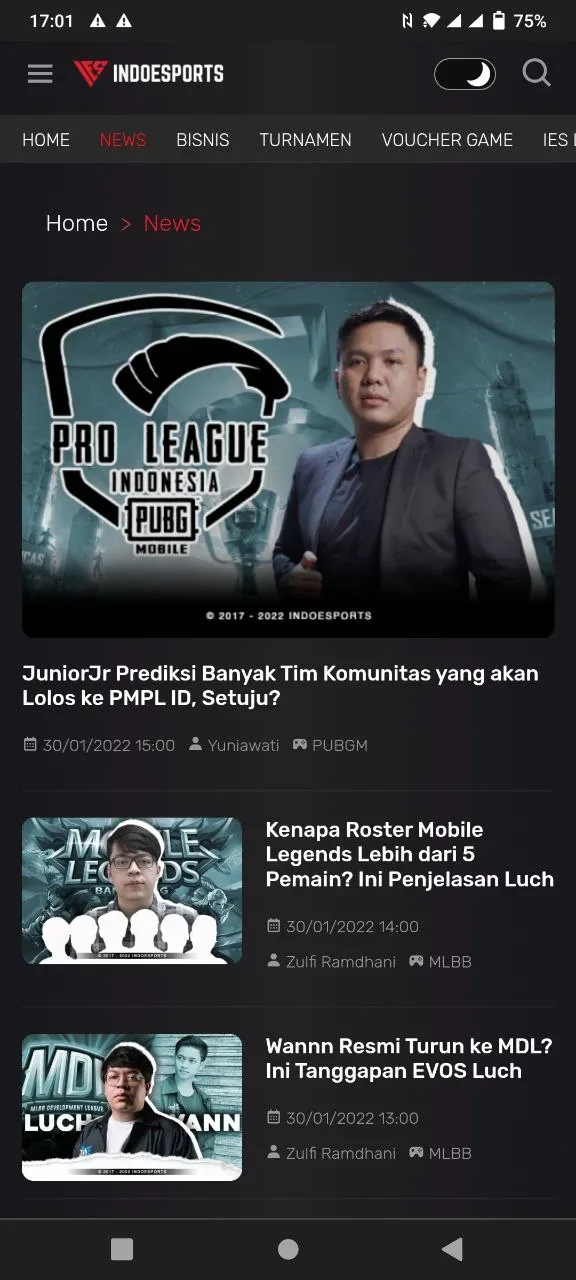 17:01
75%
INDOESPORTS
HOME NEWS BISNIS TURNAMEN VOUCHER GAME IES
Home > News
PRO LEAGUE
INDONESIA
PUBG
MOBILE
SEA
CAS
© 2017 - 2022 INDOESPORTS
JuniorJr Prediksi Banyak Tim Komunitas yang akan
Lolos ke PMPL ID, Setuju?
30/01/2022 15:00 Yuniawati PUBGM
MOBILE
LEGENDS
BANG BANG
© 2017 - 2022 INDOESPORTS
Kenapa Roster Mobile
Legends Lebih dari 5
Pemain? Ini Penjelasan Luch
30/01/2022 14:00
Zulfi Ramdhani MLBB
MDL
MLBB DEVELOPMENT LEAGUE
LUCH WANN
© 2017 - 2022 INDOESPORTS
Wannn Resmi Turun ke MDL?
Ini Tanggapan EVOS Luch
30/01/2022 13:00
Zulfi Ramdhani MLBB